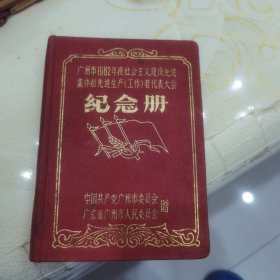 广州市1962年度社会主义建设先进
集体和先进生产(工作)者代表大会
纪念册
中国共产党广州市委员会
广东省广州市人民委员会 赠